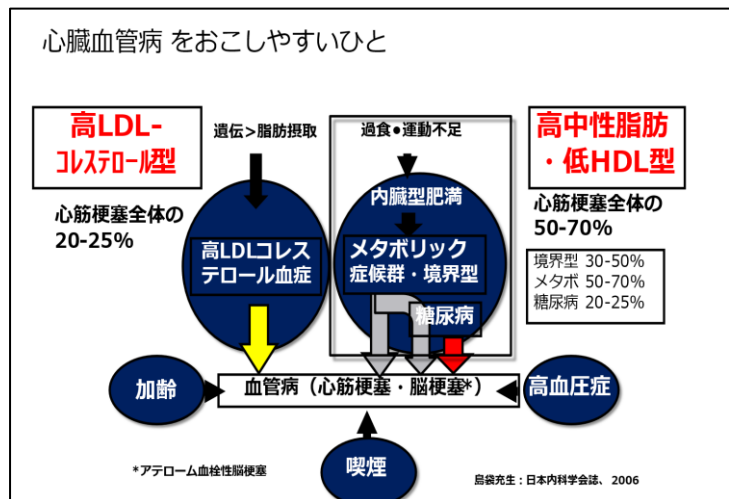 心臓血管病 をおこしやすいひと
高LDL-
ｺﾚｽﾃﾛｰﾙ型
心筋梗塞全体の
20-25%
遺伝>脂肪摂取
高LDLコレス
テロール血症
過食●運動不足
内臓型肥満
メタボリック
症候群・境界型
糖尿病
高中性脂肪
・低HDL型
心筋梗塞全体の
50-70%
境界型 30-50%
メタボ 50-70%
糖尿病 20-25%
加齢
血管病（心筋梗塞・脳梗塞*）
高血圧症
喫煙
*アテローム血栓性脳梗塞
島袋充生：日本内科学会誌、2006